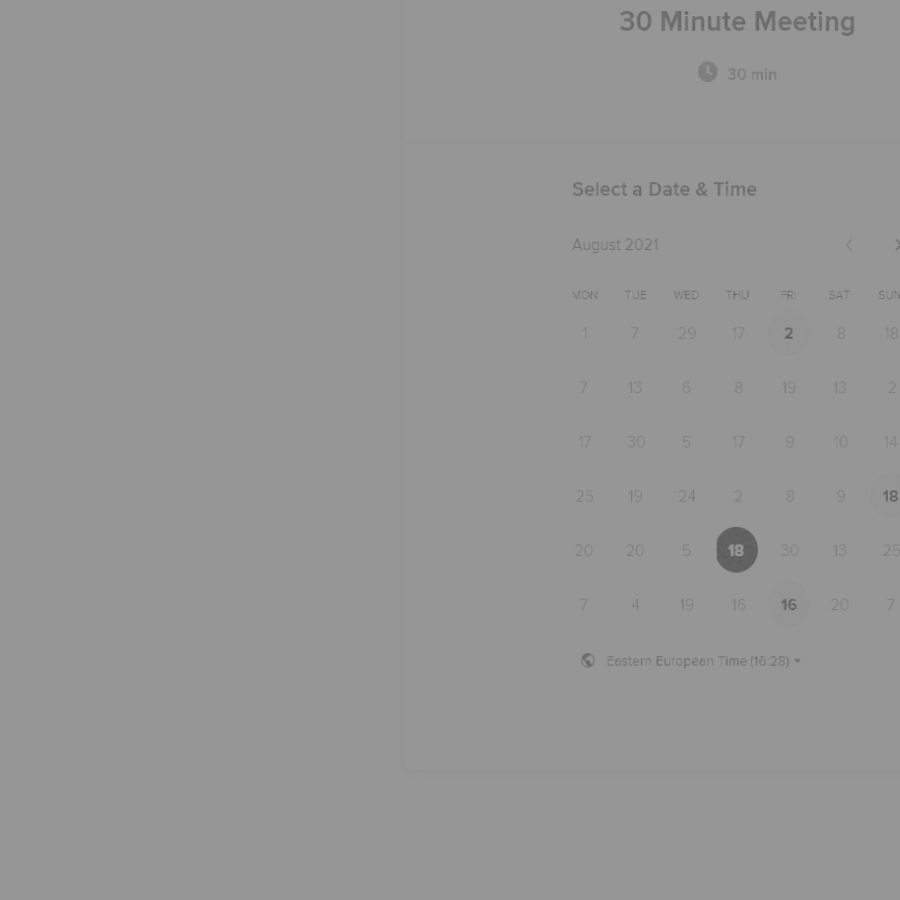 30 Minute Meeting
30 min
Select a Date & Time
August 2021
MON TUE WED THU FRI SAT SUN
1 7 29 17 2 8 18
7 13 6 8 19 13 2
17 30 5 17 9 10 14
25 19 24 2 8 9 18
20 20 5 18 30 13 25
7 4 19 15 16 20 7
Eastern European Time (16:28)